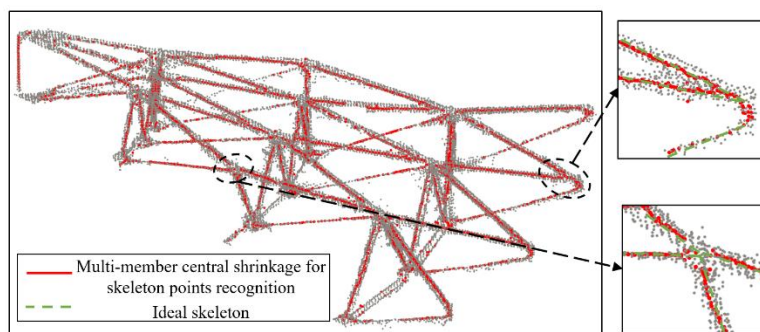 Multi-member central shrinkage for
skeleton points recognition
Ideal skeleton